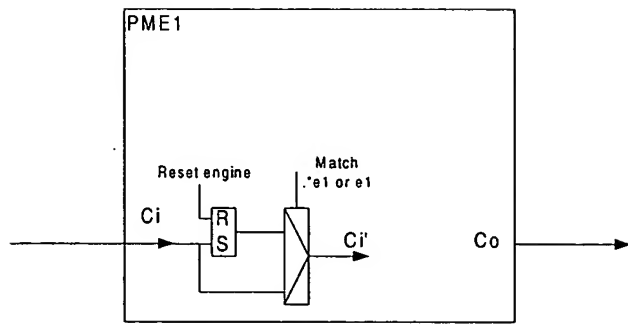 PME1
Reset engine
Match
.*e1 or e1
Ci
R
S
Ci'
Co